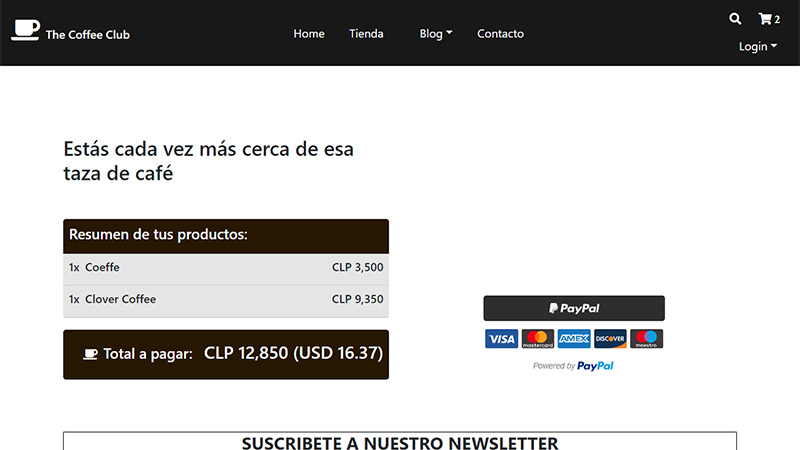 The Coffee Club
Home Tienda Blog Contacto
2
Login
Estás cada vez más cerca de esa
taza de café
Resumen de tus productos:
1x Coeffe CLP 3,500
1x Clover Coffee CLP 9,350
Total a pagar: CLP 12,850 (USD 16.37)
PayPal
VISA mastercard AMEX DISCOVER maestro
Powered by PayPal
SUSCRIBETE A NUESTRO NEWSLETTER